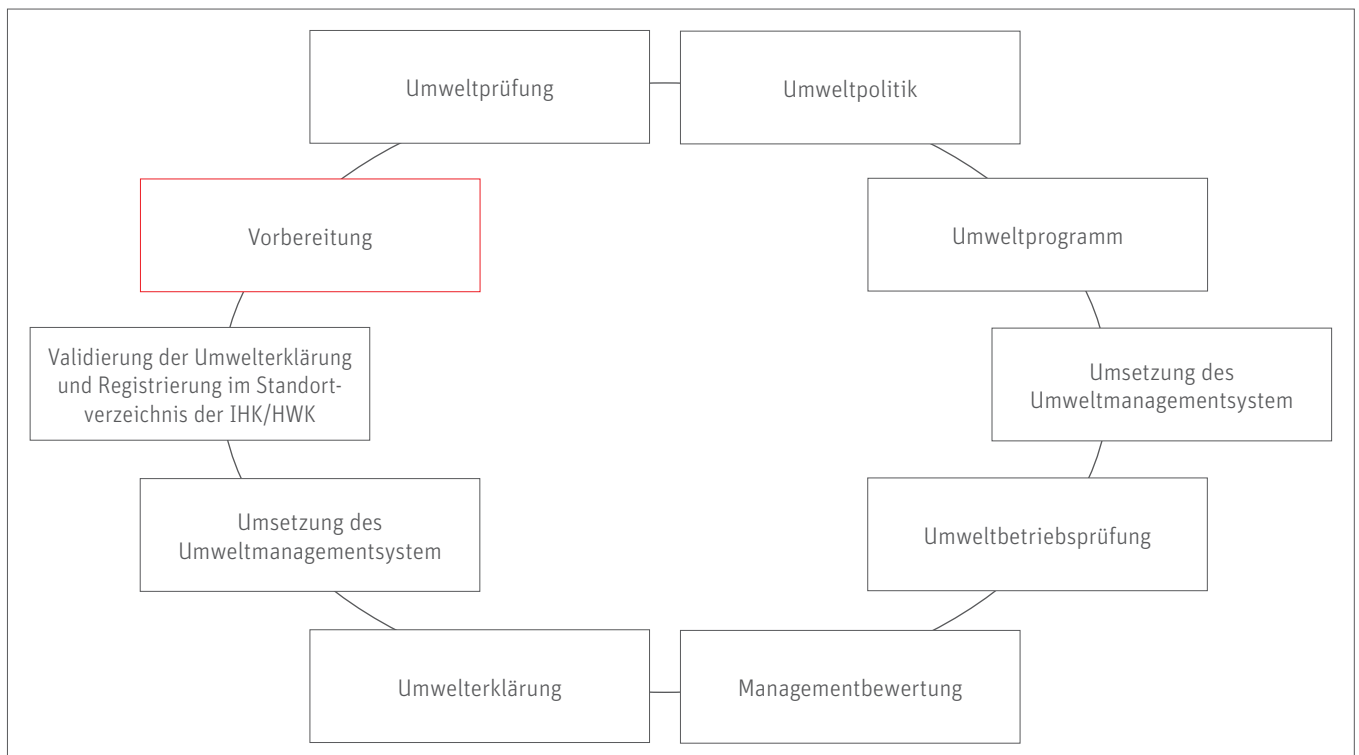 Umweltprüfung
Umweltpolitik
Vorbereitung
Umweltprogramm
Validierung der Umwelterklärung
und Registrierung im Standort-
verzeichnis der IHK/HWK
Umsetzung des
Umweltmanagementsystem
Umsetzung des
Umweltmanagementsystem
Umweltbetriebsprüfung
Umwelterklärung
Managementbewertung